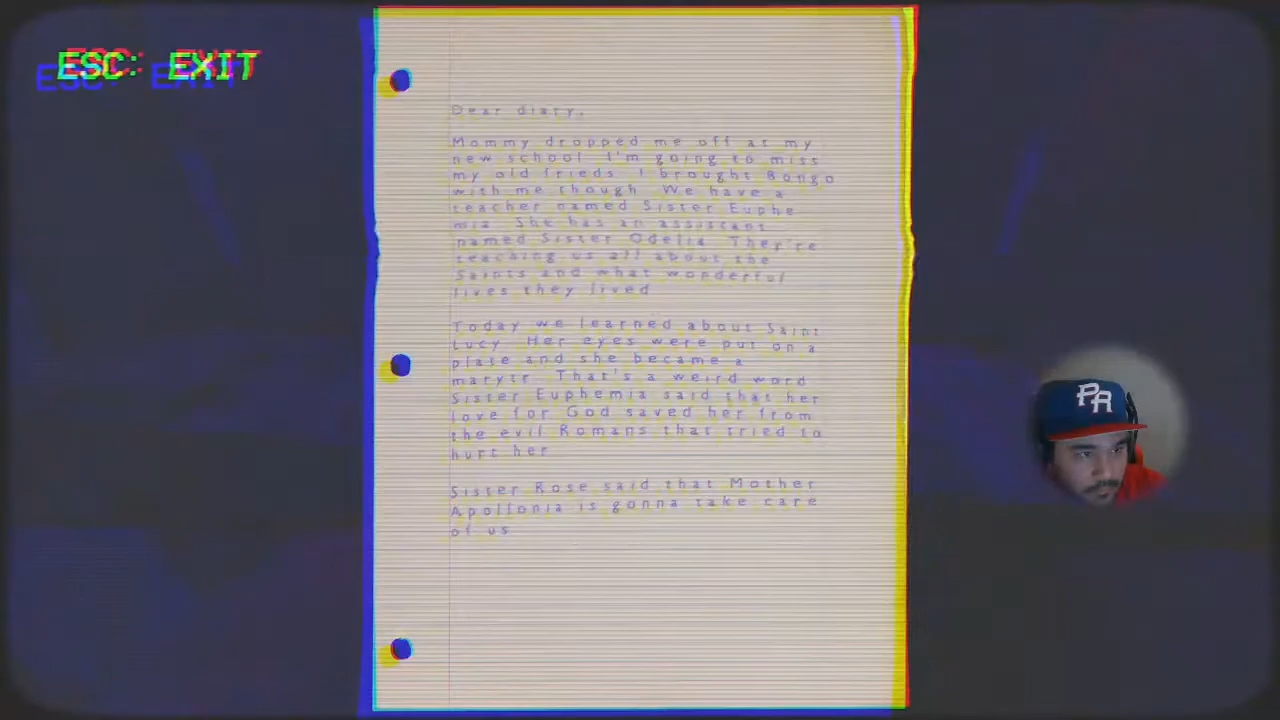 ESC: EXIT
Dear diary,
Mommy dropped me off at my
new school. I'm going to miss
my old frieds. I brought Bongo
with me though. We have a
teacher named Sister Euphe
mia. She has an assistant
named Sister Odelia. They're
teaching us all about the
Saints and what wonderful
lives they lived.
Today we learned about Saint
Lucy. Her eyes were put on a
plate and she became a
marytr. That's a weird word.
Sister Euphemia said that her
love for God saved her from
the evil Romans that tried to
hurt her.
Sister Rose said that Mother
Apollonia is gonna take care
of us.
PR